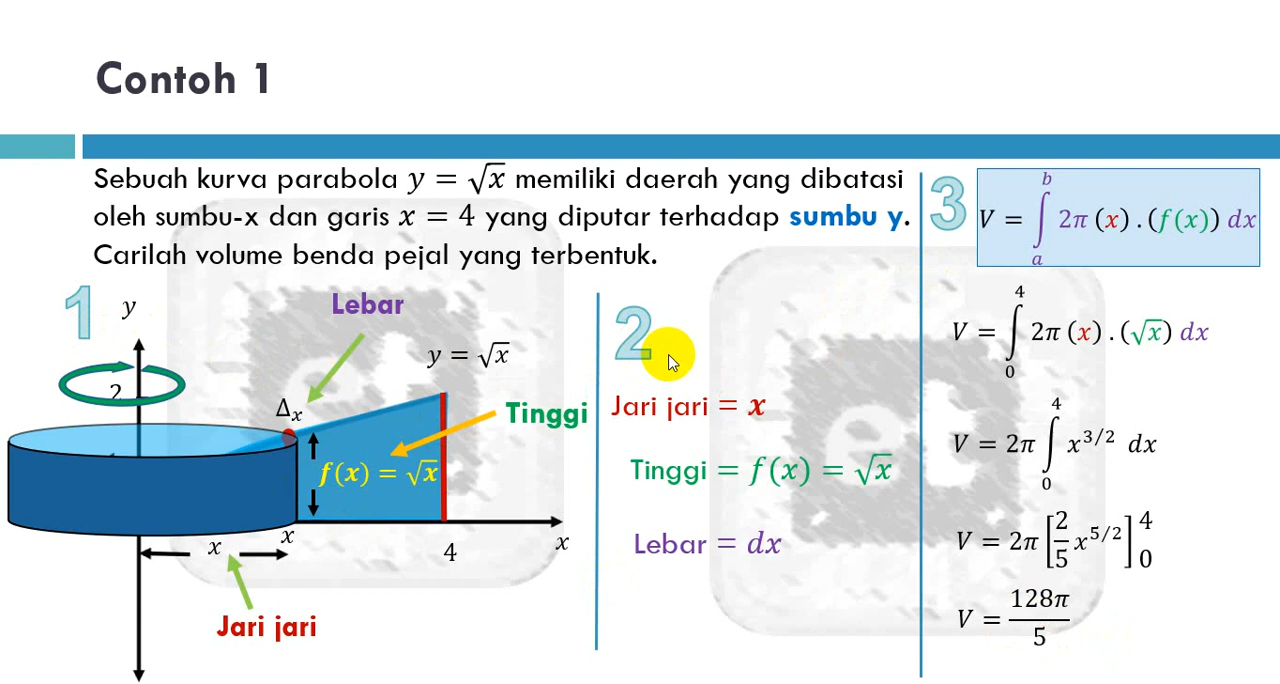 Contoh 1
Sebuah kurva parabola y = √x memiliki daerah yang dibatasi
oleh sumbu-x dan garis x = 4 yang diputar terhadap sumbu y.
Carilah volume benda pejal yang terbentuk.
1
y
Lebar
y = √x
2
Δx
Tinggi
f(x) = √x
x
x
4
x
Jari jari
2
Jari jari = x
Tinggi = f(x) = √x
Lebar = dx
3
V = ∫ₐᵇ 2π (x) . (f(x)) dx
V = ∫₀⁴ 2π (x) . (√x) dx
V = 2π ∫₀⁴ x^{3/2} dx
V = 2π [2/5 x^{5/2}] 4 0
V = 128π/5